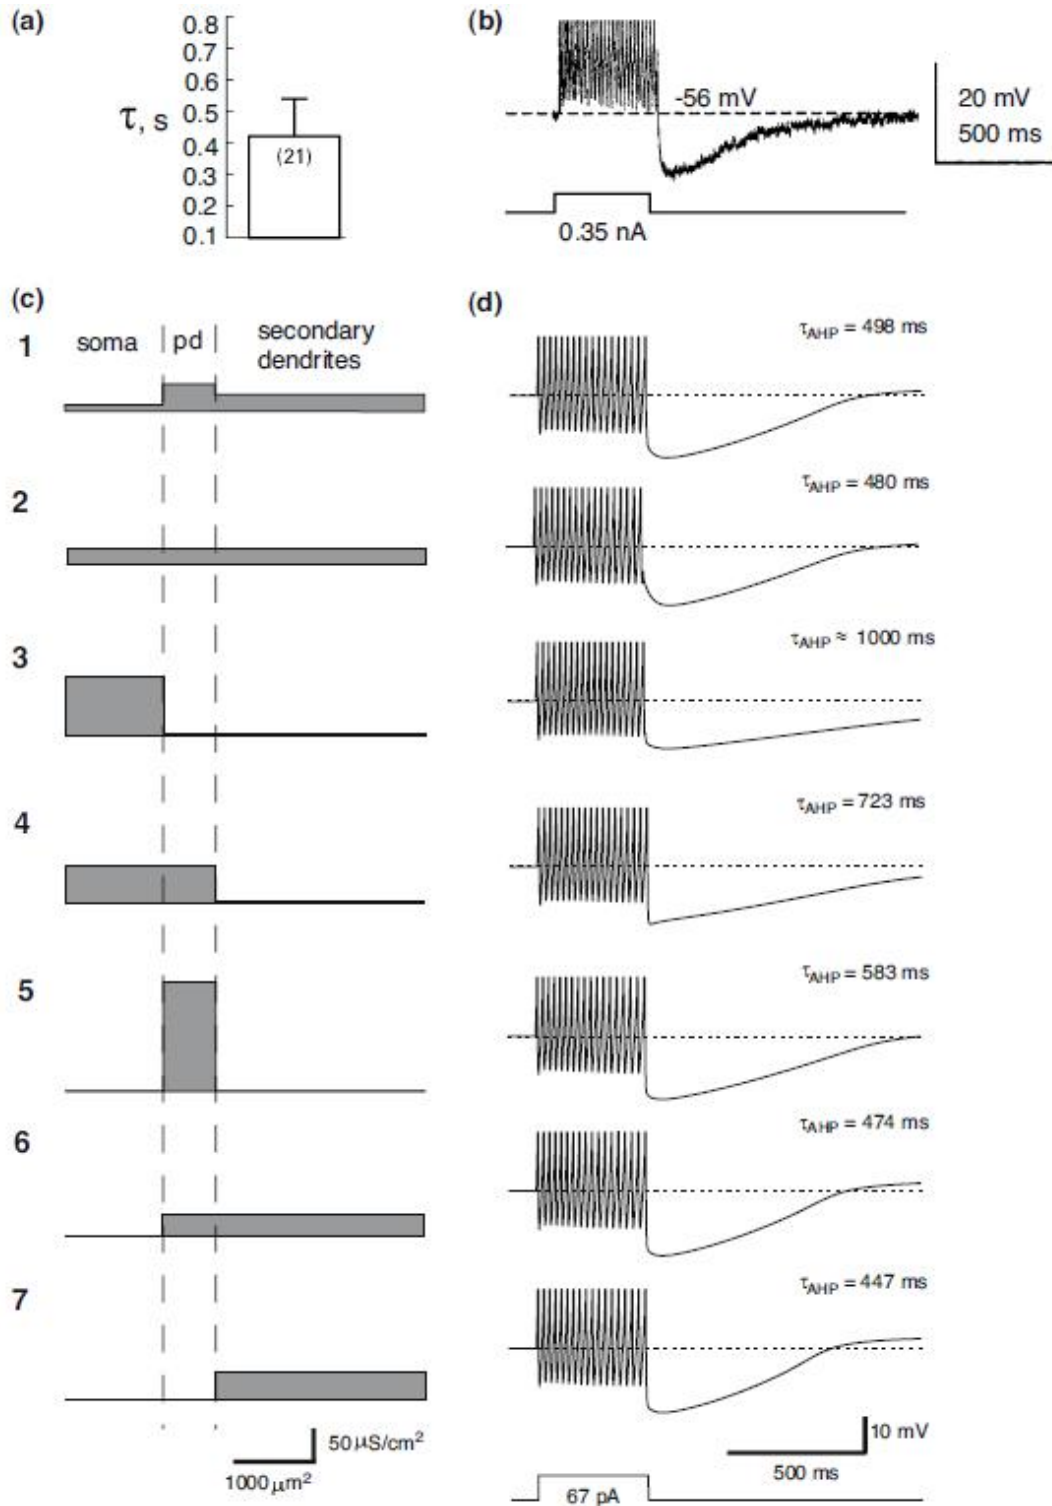 (a)
0.8
0.7
0.6
0.5
0.4
0.3
0.2
0.1
τ, s
(21)
(b)
-56 mV
20 mV
500 ms
0.35 nA
(c)
1
soma
pd
secondary
dendrites
2
3
4
5
6
7
50 μS/cm²
1000 μm²
(d)
τAHP = 498 ms
τAHP = 480 ms
τAHP ≈ 1000 ms
τAHP = 723 ms
τAHP = 583 ms
τAHP = 474 ms
τAHP = 447 ms
10 mV
500 ms
67 pA